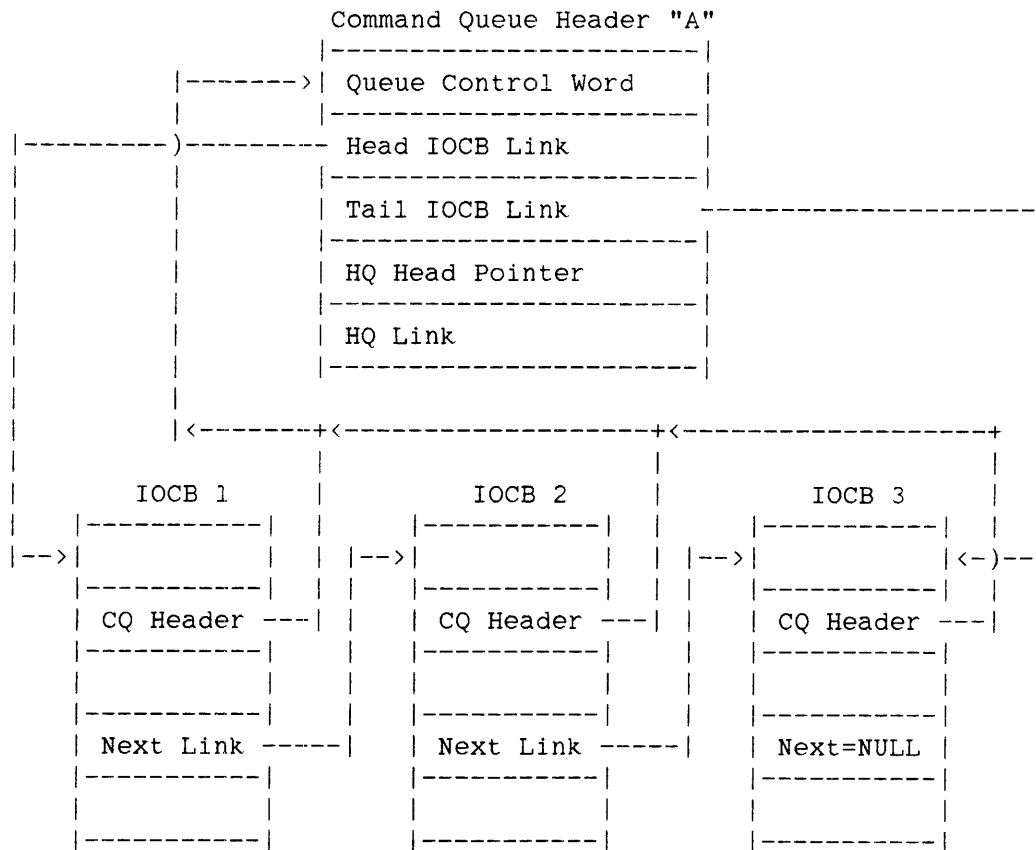 Command Queue Header "A"
Queue Control Word
Head IOCB Link
Tail IOCB Link
HQ Head Pointer
HQ Link
IOCB 1 IOCB 2 IOCB 3
CQ Header CQ Header CQ Header
Next Link Next Link Next=NULL